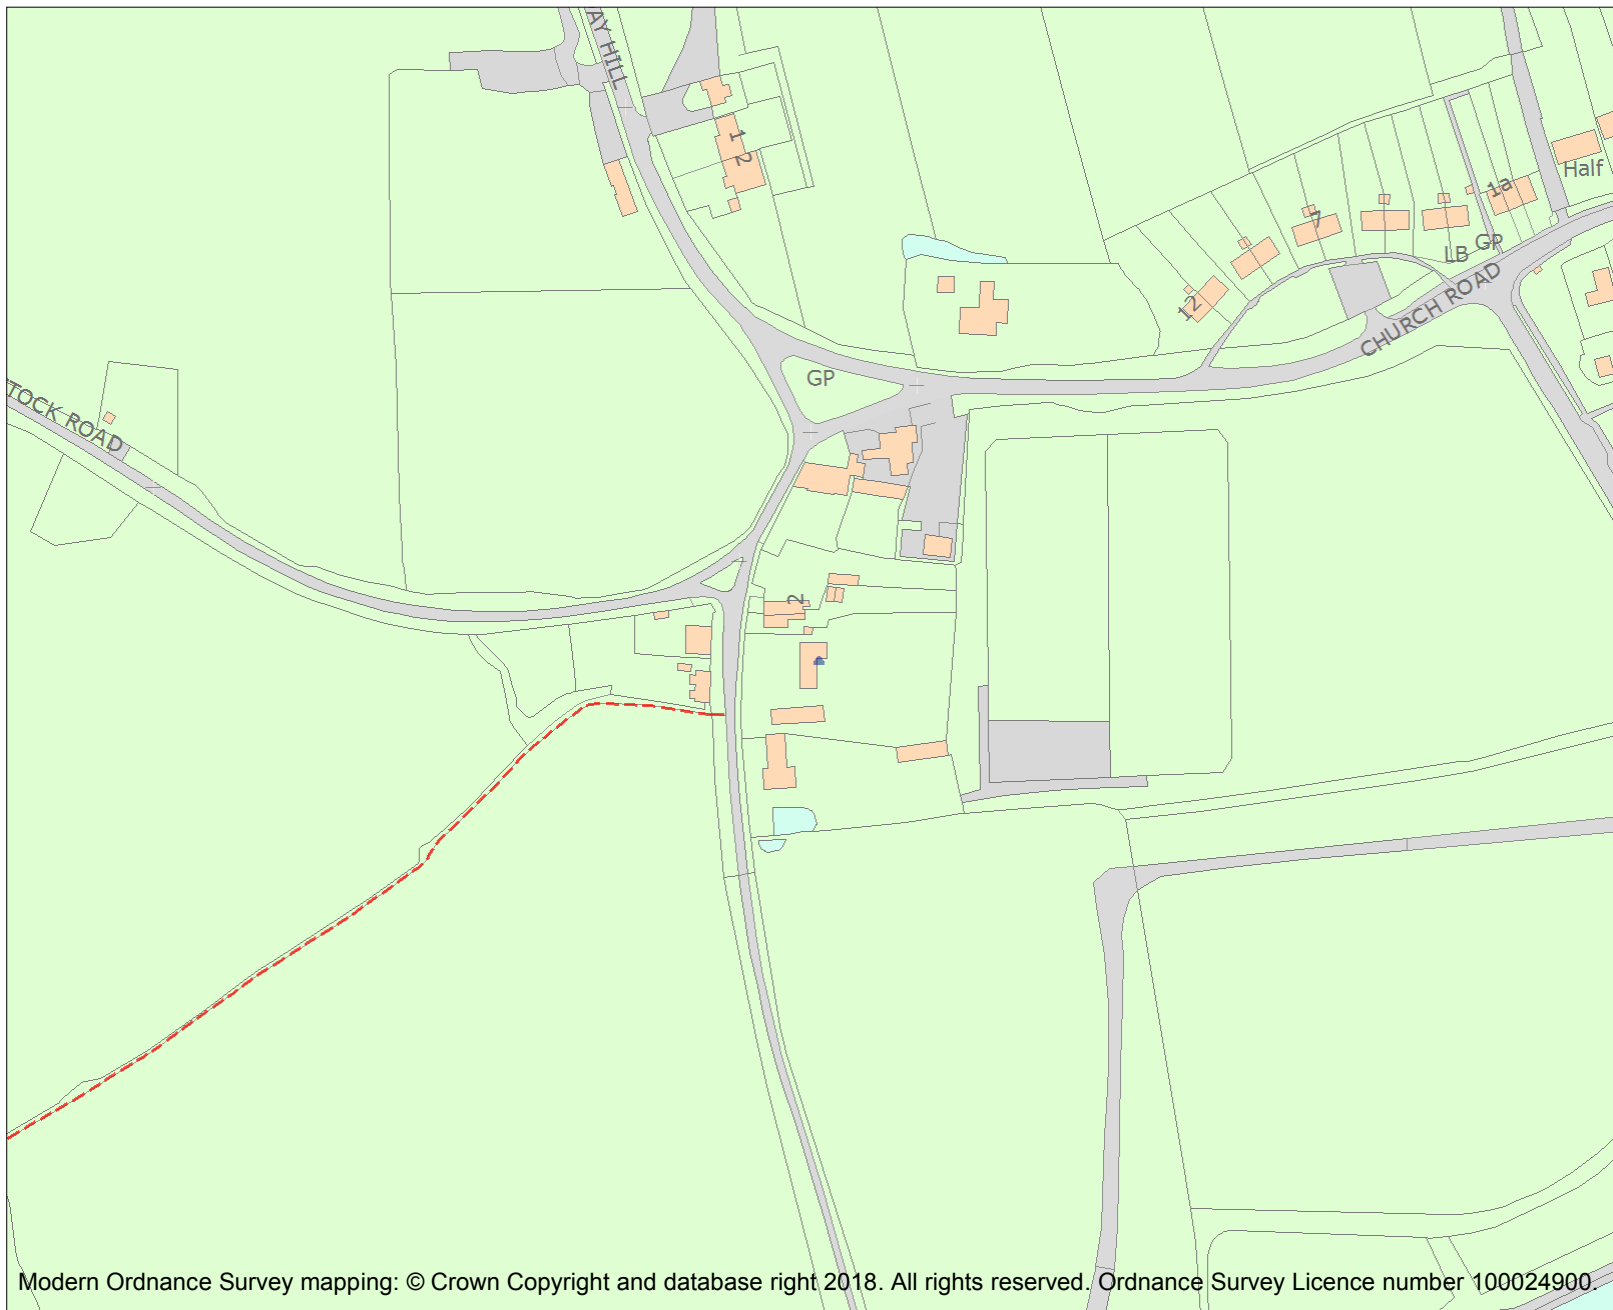 AY HILL
1
2
Half
1a
7
LB
GP
12
CHURCH ROAD
GP
TOCK ROAD
2
Modern Ordnance Survey mapping: © Crown Copyright and database right 2018. All rights reserved. Ordnance Survey Licence number 100024900.